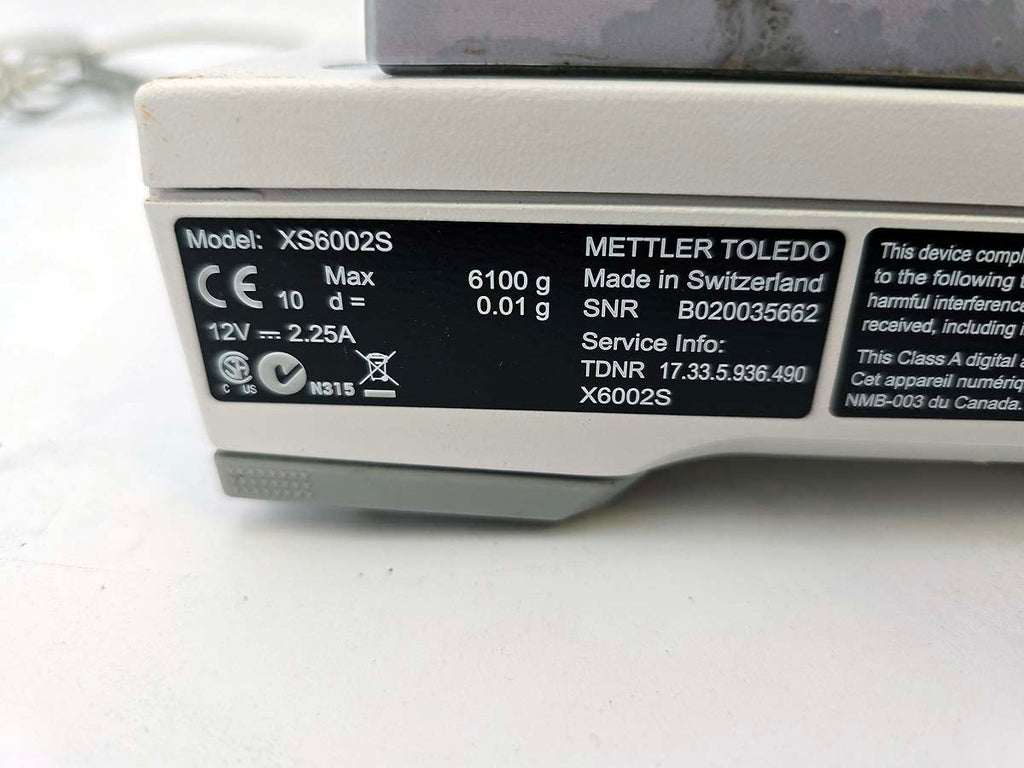 Model: XS6002S
CE 10 Max 6100 g
d = 0.01 g
12V 2.25A
C US N315
METTLER TOLEDO
Made in Switzerland
SNR B020035662
Service Info:
TDNR 17.33.5.936.490
X6002S
This device compl
to the following t
harmful interference
received, including
This Class A digital a
Cet appareil numériq
NMB-003 du Canada.